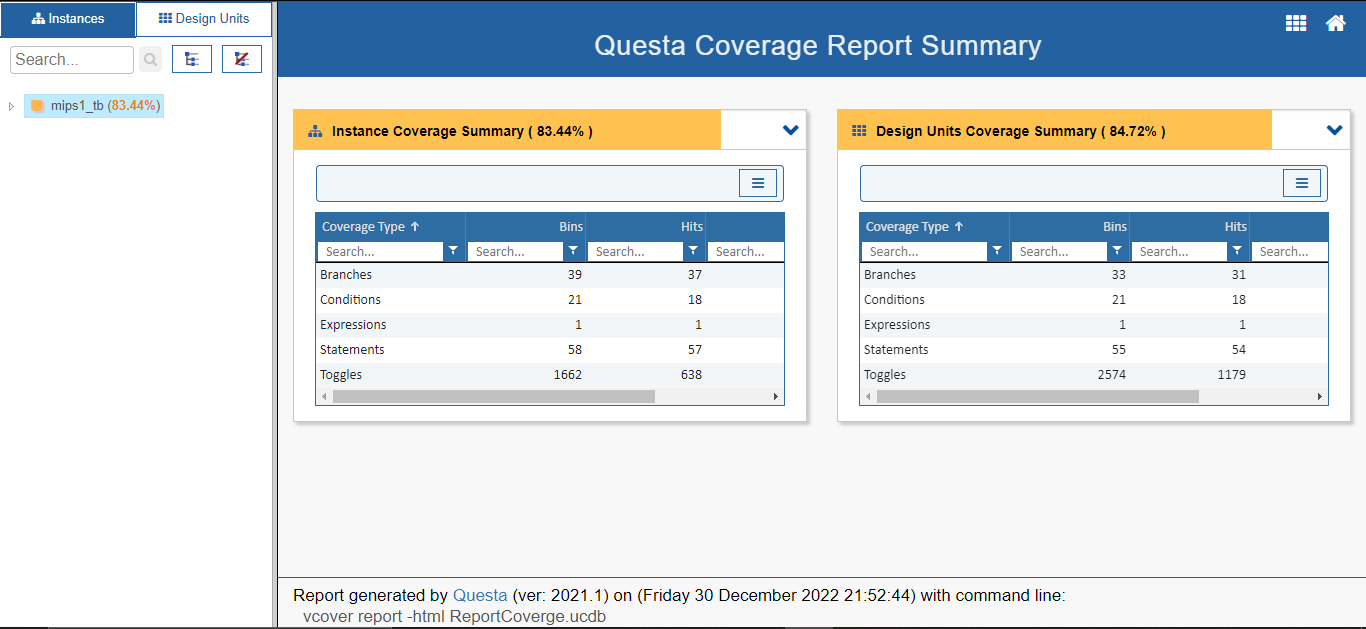 Instances
Design Units
Search...
mips1_tb (83.44%)
Questa Coverage Report Summary
Instance Coverage Summary ( 83.44% )
Coverage Type Bins Hits
Search... Search... Search... Search...
Branches 39 37
Conditions 21 18
Expressions 1 1
Statements 58 57
Toggles 1662 638
Design Units Coverage Summary ( 84.72% )
Coverage Type Bins Hits
Search... Search... Search... Search...
Branches 33 31
Conditions 21 18
Expressions 1 1
Statements 55 54
Toggles 2574 1179
Report generated by Questa (ver: 2021.1) on (Friday 30 December 2022 21:52:44) with command line:
vcover report -html ReportCoverge.ucdb